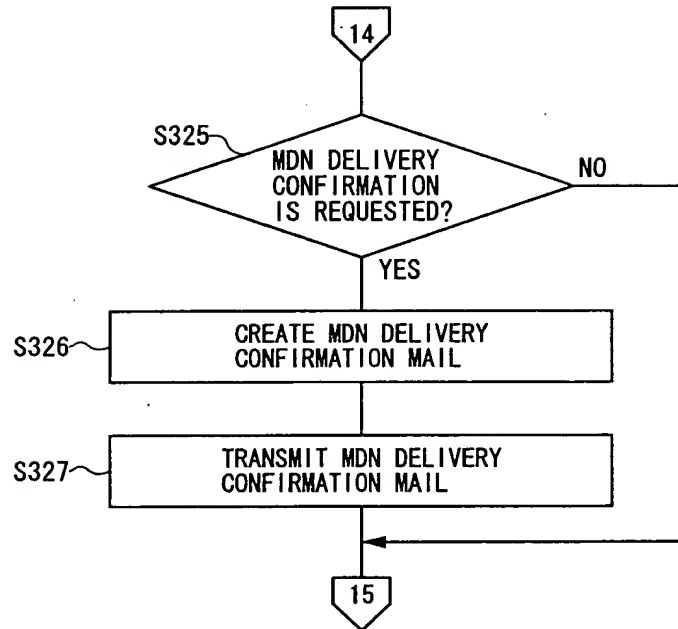 14
S325
MDN DELIVERY
CONFIRMATION
IS REQUESTED?
NO
YES
S326
CREATE MDN DELIVERY
CONFIRMATION MAIL
S327
TRANSMIT MDN DELIVERY
CONFIRMATION MAIL
15